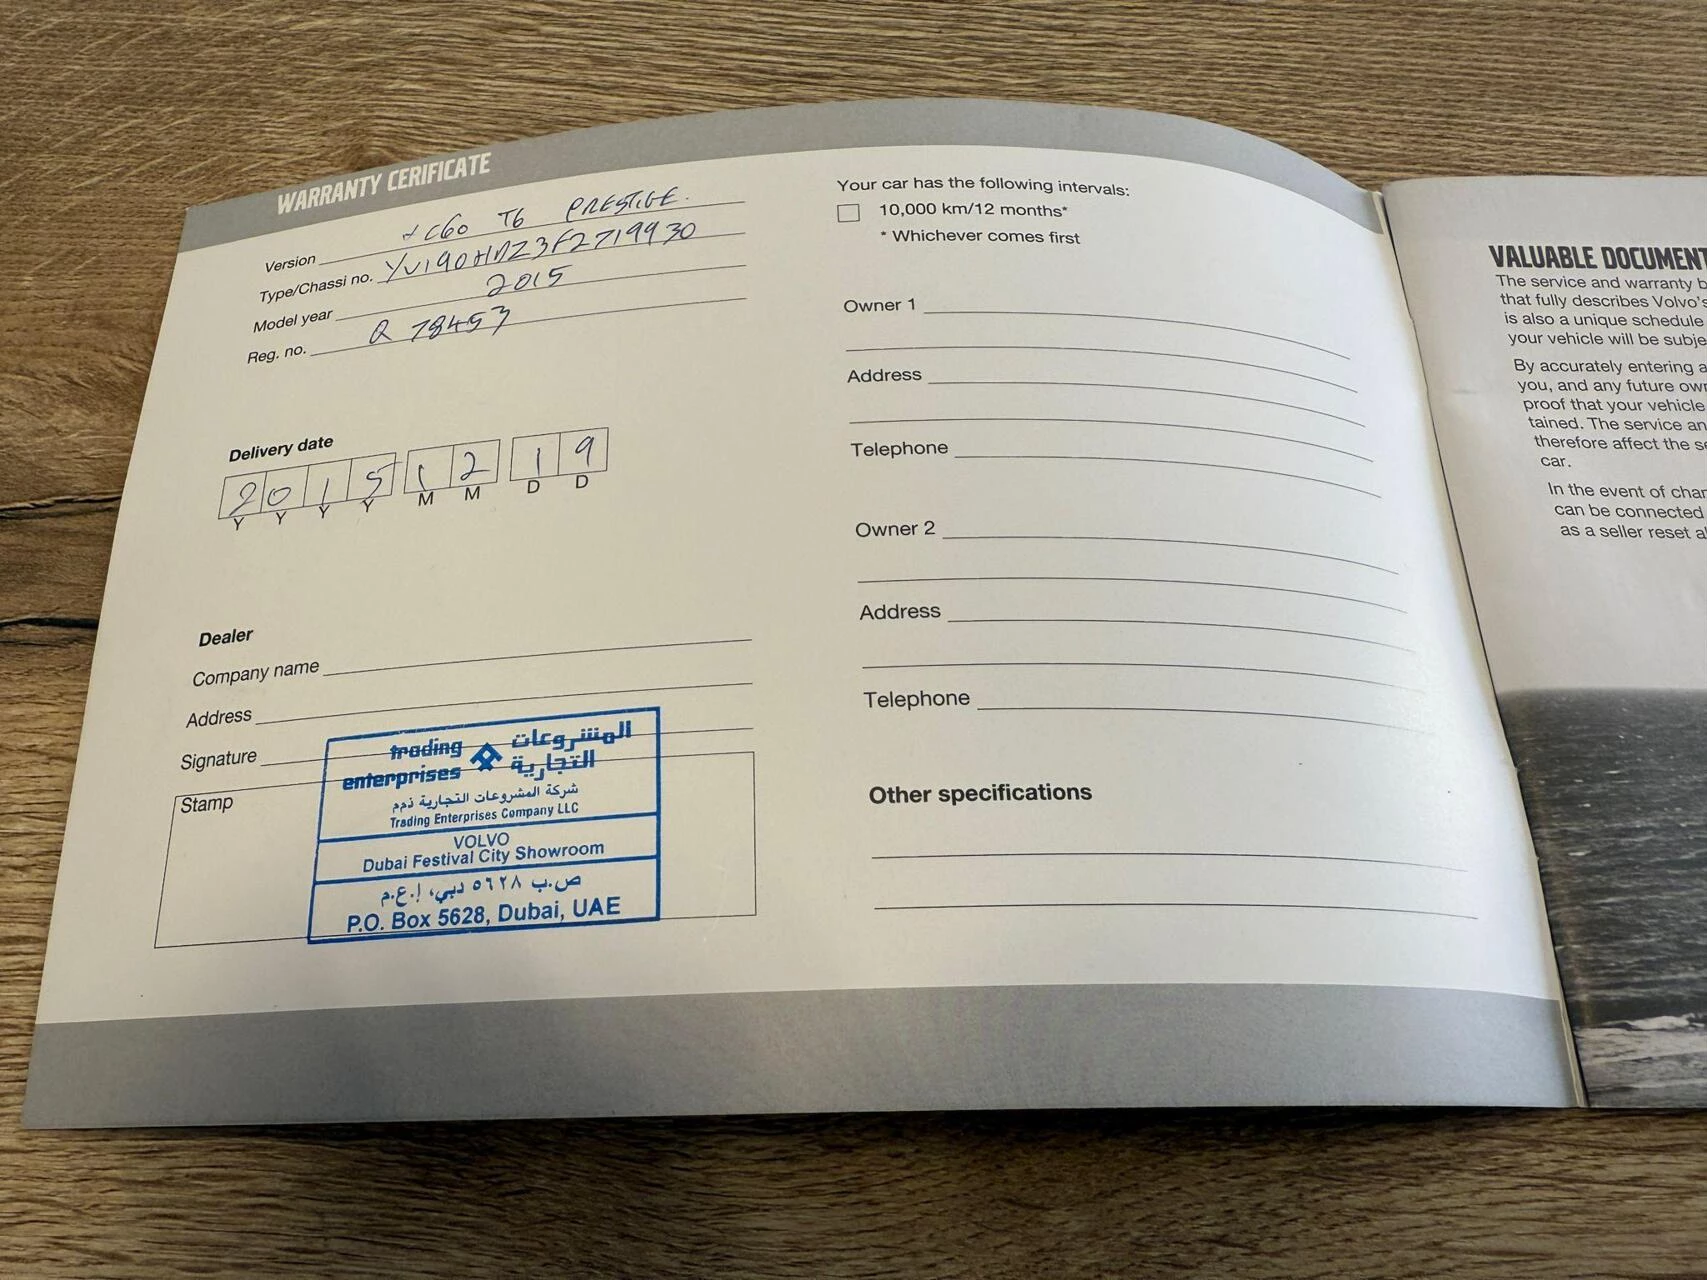 WARRANTY CERIFICATE
Version XC60 T6 PRESTIGE.
Type/Chassi no.
Model year 2015
Reg. no. Q 78457
Delivery date
2015 12 19
Y Y Y Y M M D D
Dealer
Company name
Address
Signature
Stamp
trading enterprises المشروعات التجارية
شركة المشروعات التجارية ذ.م.م
Trading Enterprises Company LLC
VOLVO
Dubai Festival City Showroom
ص.ب ٥٦٢٨ دبي، إ.ع.م
P.O. Box 5628, Dubai, UAE
Your car has the following intervals:
10,000 km/12 months*
* Whichever comes first
Owner 1
Address
Telephone
Owner 2
Address
Telephone
Other specifications
VALUABLE DOCUMENT
The service and warranty b
that fully describes Volvo's
is also a unique schedule
your vehicle will be subje
By accurately entering a
you, and any future own
proof that your vehicle
tained. The service an
therefore affect the se
car.
In the event of char
can be connected
as a seller reset al